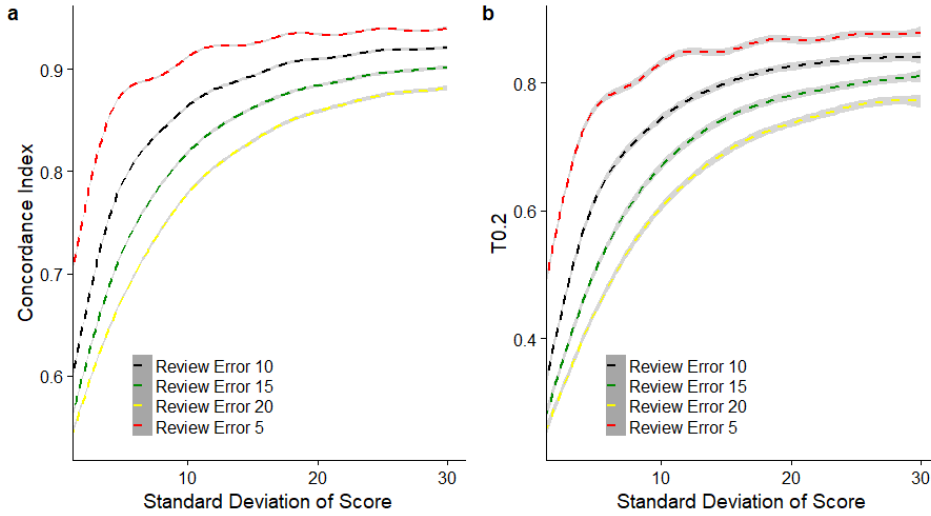 a
Concordance Index
0.9
0.8
0.7
0.6
Review Error 10
Review Error 15
Review Error 20
Review Error 5
10
20
30
Standard Deviation of Score
b
T0.2
0.8
0.6
0.4
Review Error 10
Review Error 15
Review Error 20
Review Error 5
10
20
30
Standard Deviation of Score